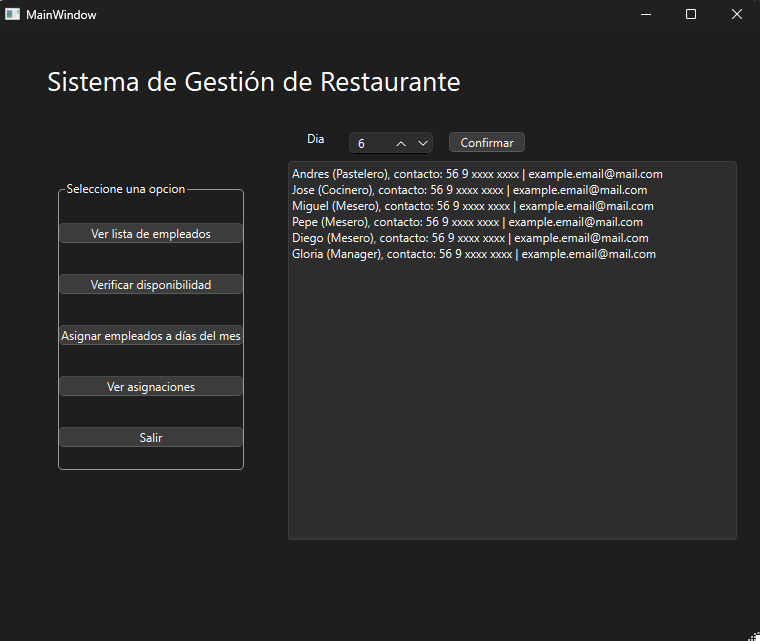 MainWindow
Sistema de Gestión de Restaurante
Dia
6
Confirmar
Seleccione una opcion
Ver lista de empleados
Verificar disponibilidad
Asignar empleados a días del mes
Ver asignaciones
Salir
Andres (Pastelero), contacto: 56 9 xxxx xxxx | example.email@mail.com
Jose (Cocinero), contacto: 56 9 xxxx xxxx | example.email@mail.com
Miguel (Mesero), contacto: 56 9 xxxx xxxx | example.email@mail.com
Pepe (Mesero), contacto: 56 9 xxxx xxxx | example.email@mail.com
Diego (Mesero), contacto: 56 9 xxxx xxxx | example.email@mail.com
Gloria (Manager), contacto: 56 9 xxxx xxxx | example.email@mail.com